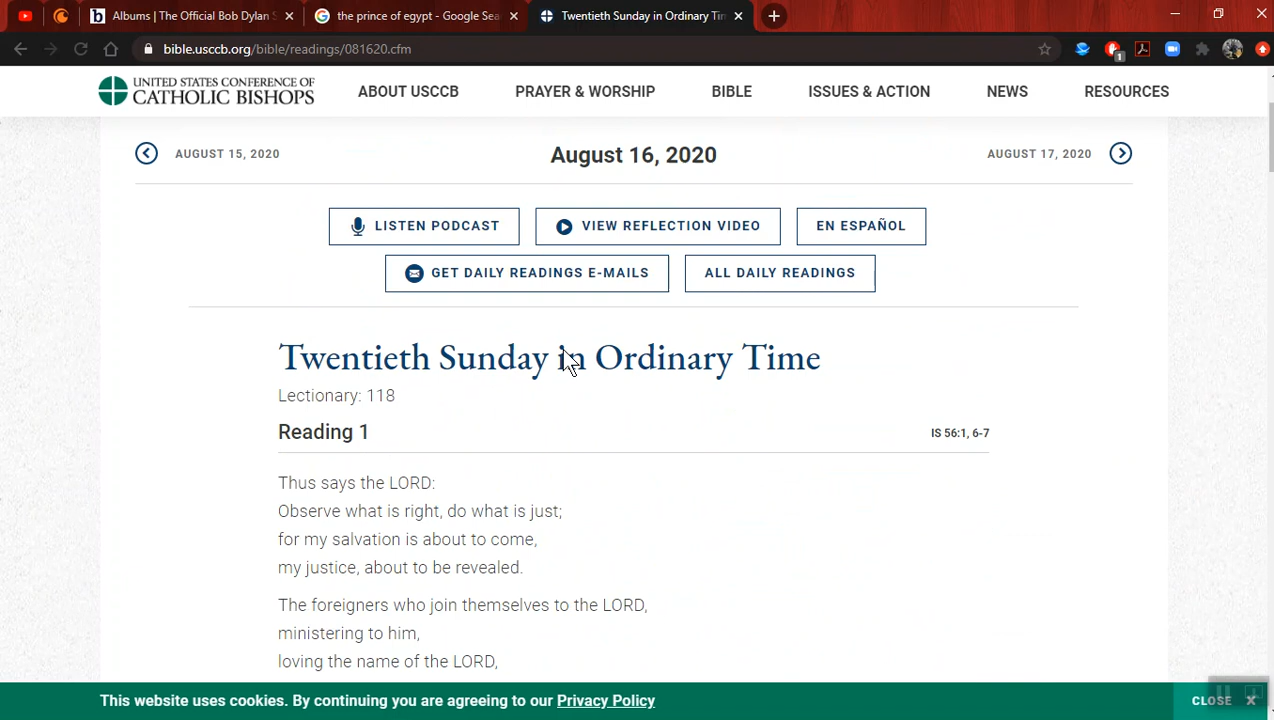 Albums | The Official Bob Dylan S
the prince of egypt - Google Sea
Twentieth Sunday in Ordinary Tim
bible.usccb.org/bible/readings/081620.cfm
1
UNITED STATES CONFERENCE OF
CATHOLIC BISHOPS
ABOUT USCCB
PRAYER & WORSHIP
BIBLE
ISSUES & ACTION
NEWS
RESOURCES
AUGUST 15, 2020
August 16, 2020
AUGUST 17, 2020
LISTEN PODCAST
VIEW REFLECTION VIDEO
EN ESPAÑOL
GET DAILY READINGS E-MAILS
ALL DAILY READINGS
Twentieth Sunday in Ordinary Time
Lectionary: 118
Reading 1
IS 56:1, 6-7
Thus says the LORD:
Observe what is right, do what is just;
for my salvation is about to come,
my justice, about to be revealed.
The foreigners who join themselves to the LORD,
ministering to him,
loving the name of the LORD,
This website uses cookies. By continuing you are agreeing to our Privacy Policy
CLOSE X